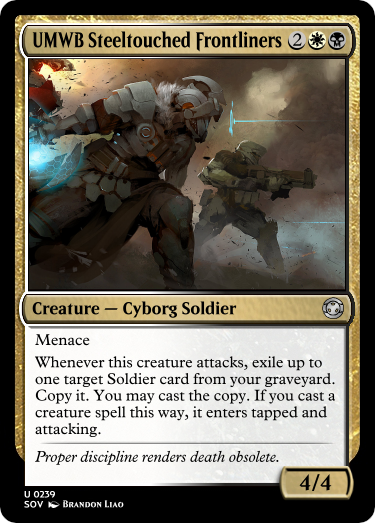 UMWB Steeltouched Frontliners 2
Creature — Cyborg Soldier
Menace
Whenever this creature attacks, exile up to
one target Soldier card from your graveyard.
Copy it. You may cast the copy. If you cast a
creature spell this way, it enters tapped and
attacking.
Proper discipline renders death obsolete.
4/4
U 0239
SOV Brandon Liao